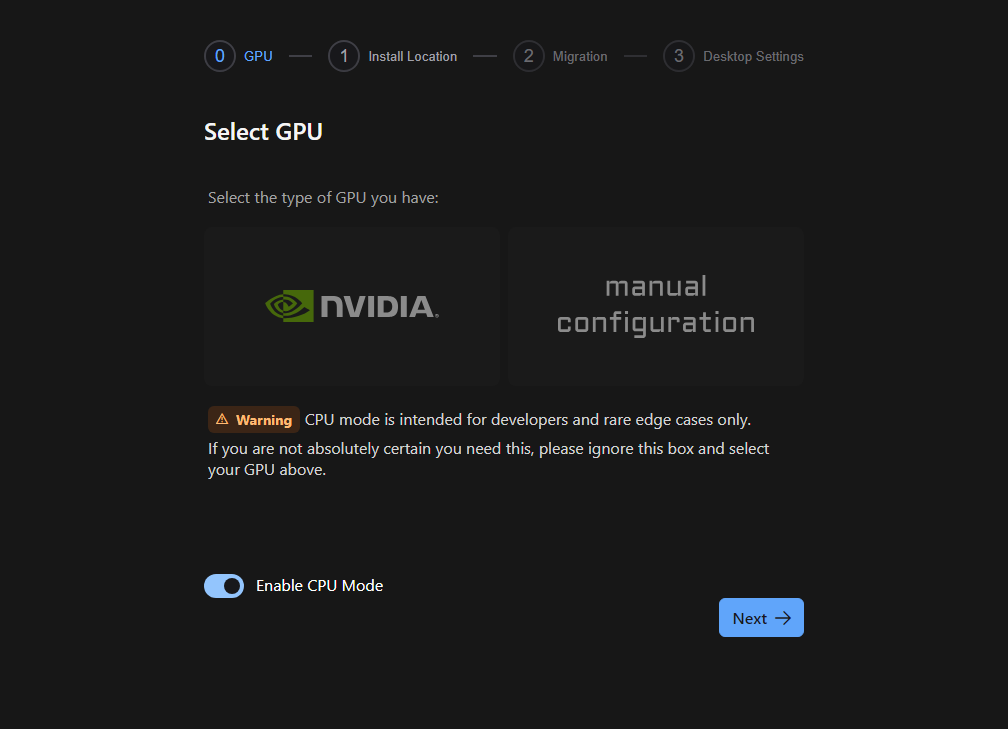 0 GPU 1 Install Location 2 Migration 3 Desktop Settings
Select GPU
Select the type of GPU you have:
NVIDIA.
manual
configuration
Warning CPU mode is intended for developers and rare edge cases only.
If you are not absolutely certain you need this, please ignore this box and select
your GPU above.
Enable CPU Mode
Next